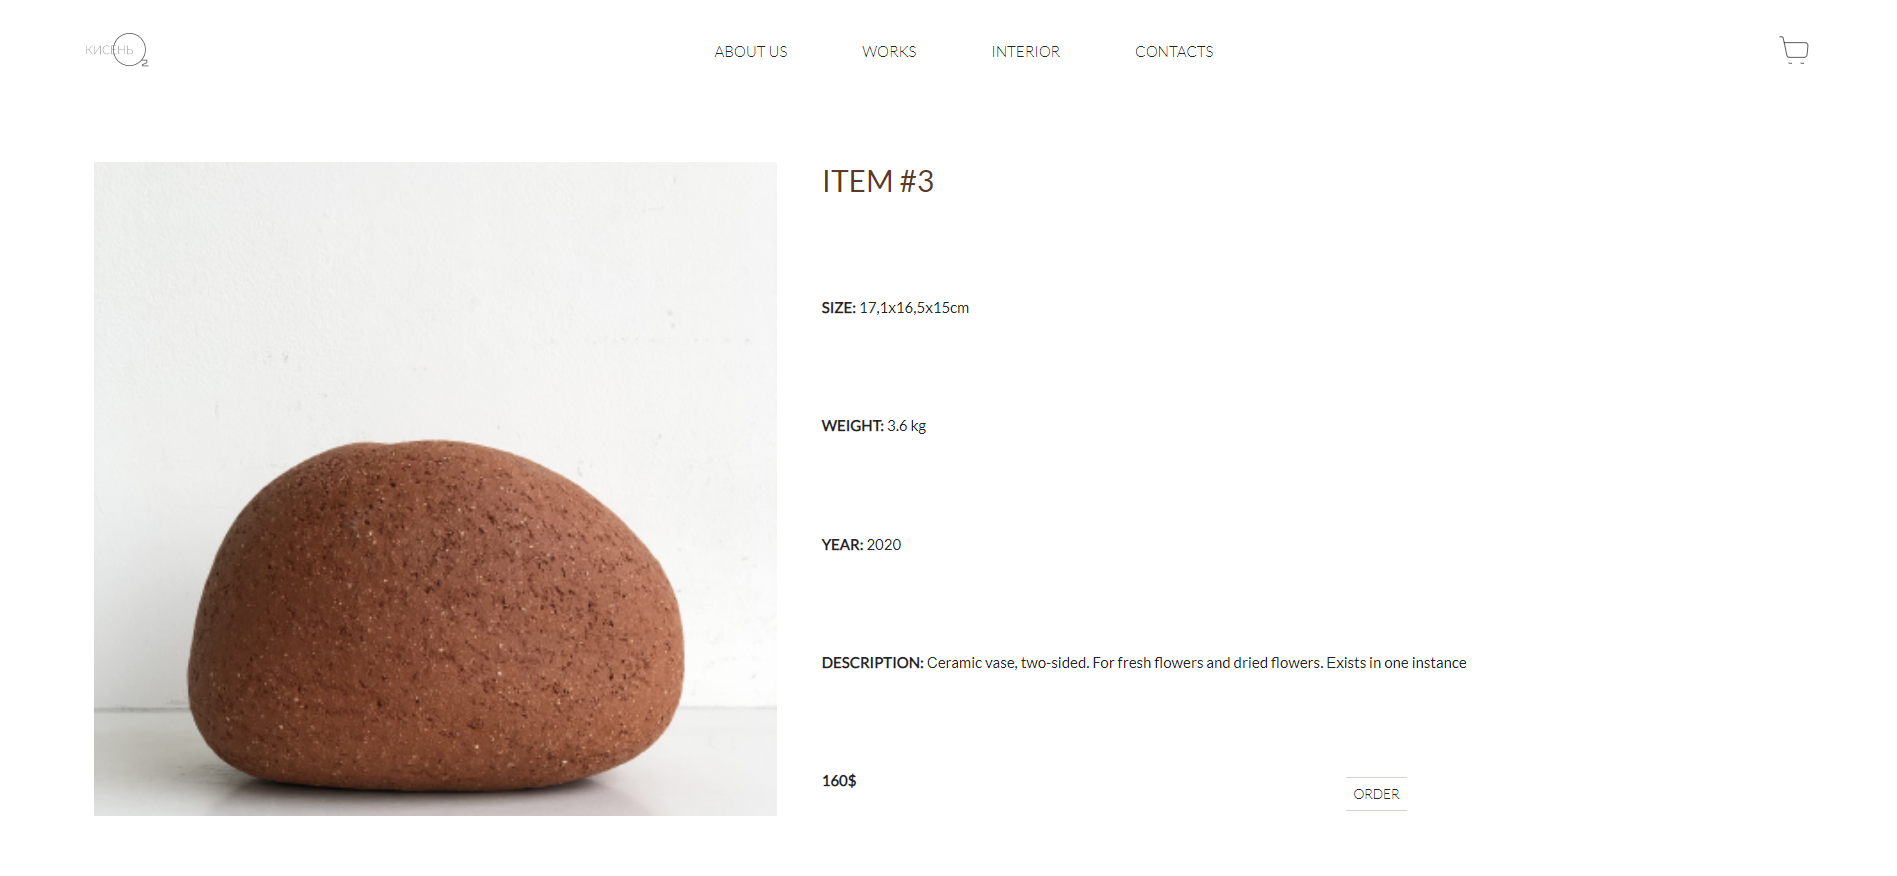 КИСЕНЬ O2
ABOUT US WORKS INTERIOR CONTACTS
ITEM #3
SIZE: 17,1x16,5x15cm
WEIGHT: 3.6 kg
YEAR: 2020
DESCRIPTION: Ceramic vase, two-sided. For fresh flowers and dried flowers. Exists in one instance
160$
ORDER